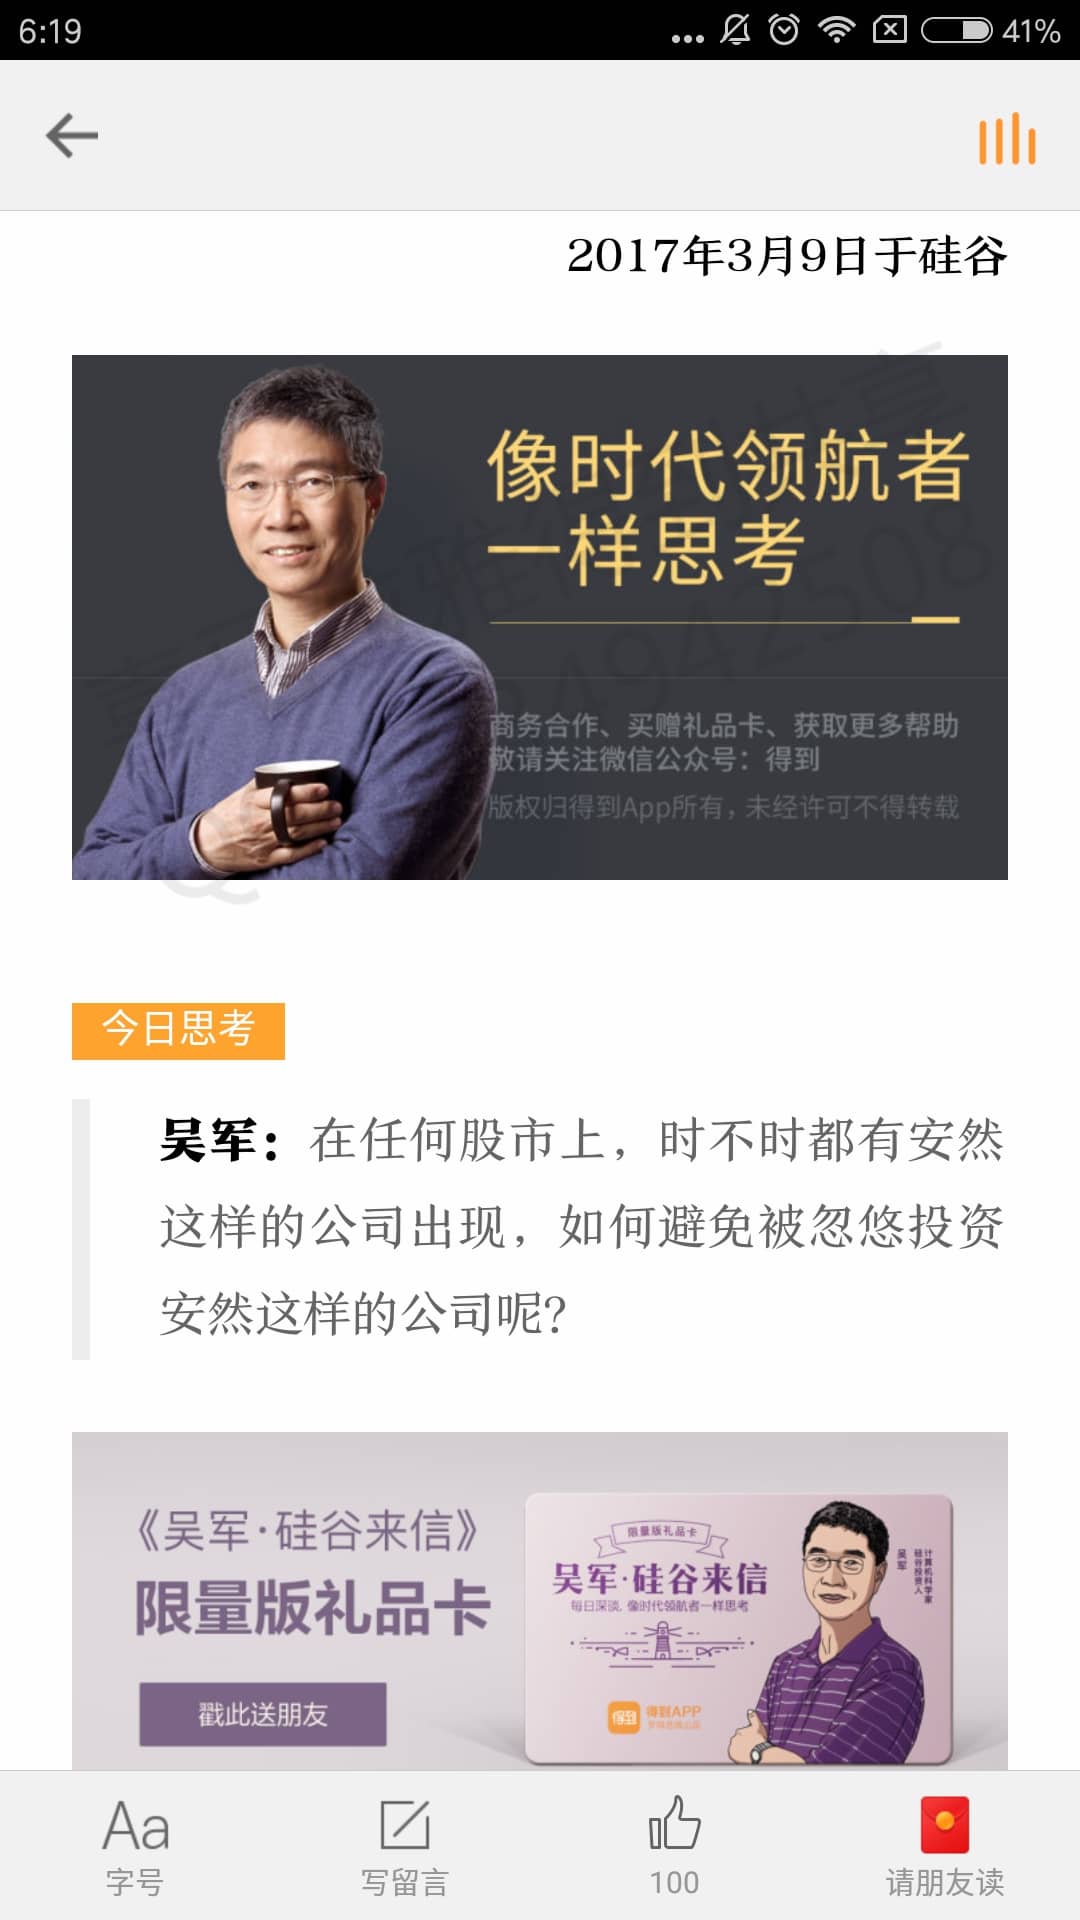 6:19
41%
2017年3月9日于硅谷
像时代领航者
一样思考
商务合作、买赠礼品卡、获取更多帮助
敬请关注微信公众号：得到
版权归得到App所有，未经许可不得转载
今日思考
吴军：在任何股市上，时不时都有安然
这样的公司出现，如何避免被忽悠投资
安然这样的公司呢？
《吴军·硅谷来信》
限量版礼品卡
戳此送朋友
限量版礼品卡
吴军·硅谷来信
每日深谈，像时代领航者一样思考
吴军
硅谷投资人
计算机科学家
得到
得到APP
Aa
字号
写留言
100
请朋友读